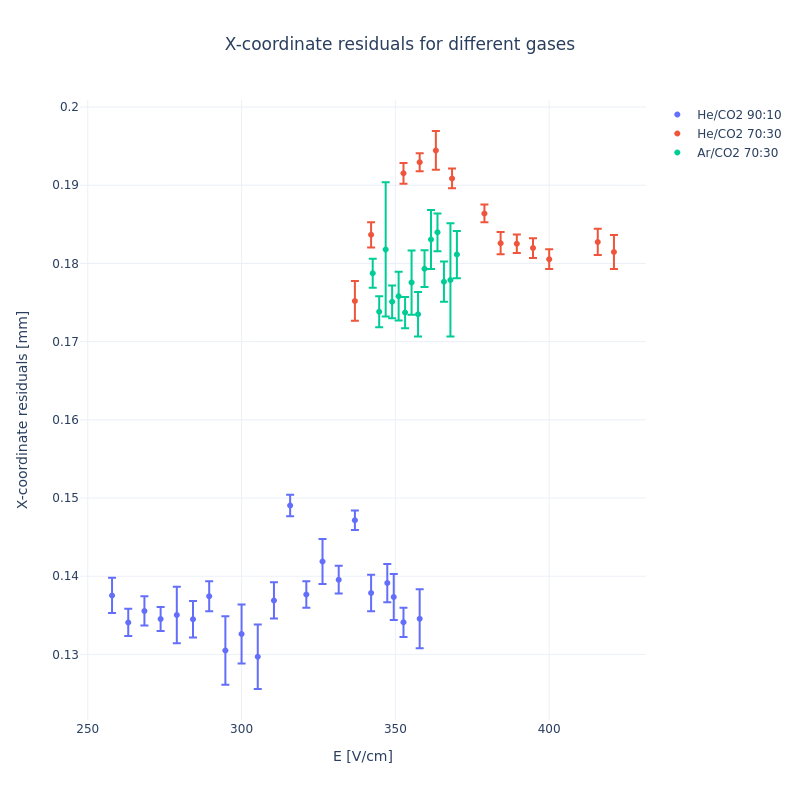 X-coordinate residuals for different gases
He/CO2 90:10
He/CO2 70:30
Ar/CO2 70:30
X-coordinate residuals [mm]
0.2
0.19
0.18
0.17
0.16
0.15
0.14
0.13
250 300 350 400
E [V/cm]